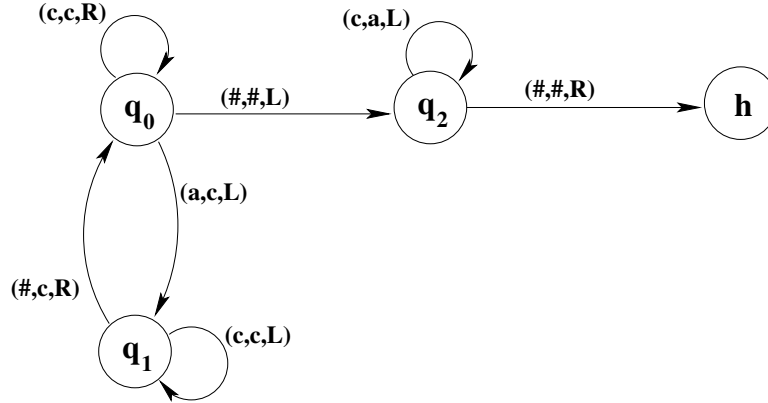 (c,c,R)
(c,a,L)
q0
(#,#,L)
q2
(#,#,R)
h
(a,c,L)
(#,c,R)
q1
(c,c,L)